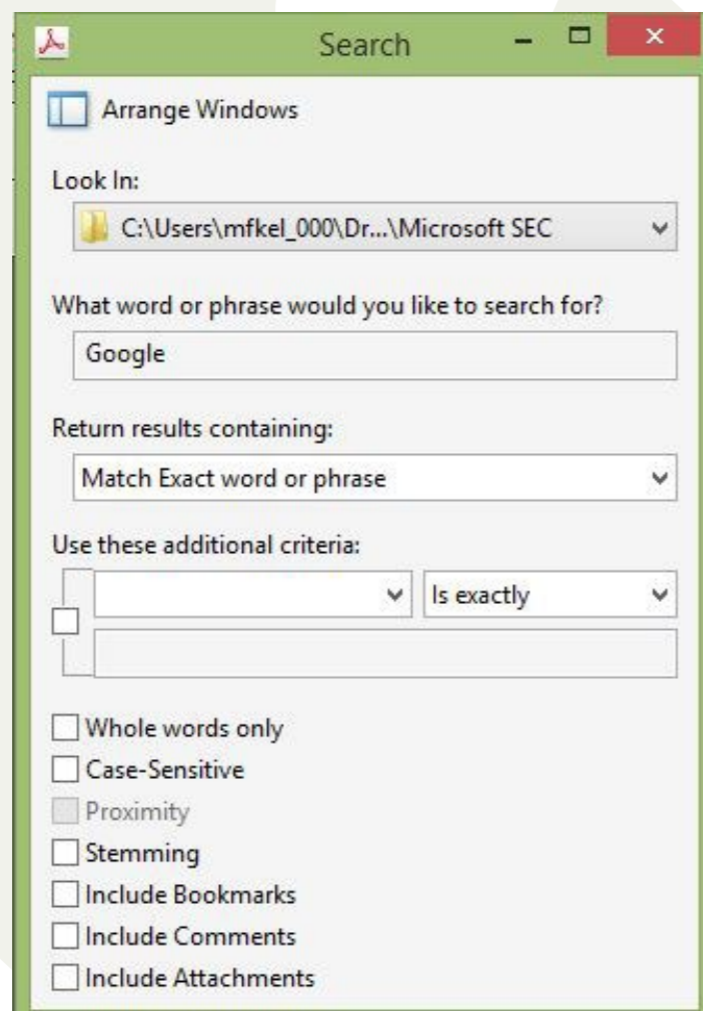 Search
Arrange Windows
Look In:
C:\Users\mfkel_000\Dr...\Microsoft SEC
What word or phrase would you like to search for?
Google
Return results containing:
Match Exact word or phrase
Use these additional criteria:
Is exactly
Whole words only
Case-Sensitive
Proximity
Stemming
Include Bookmarks
Include Comments
Include Attachments